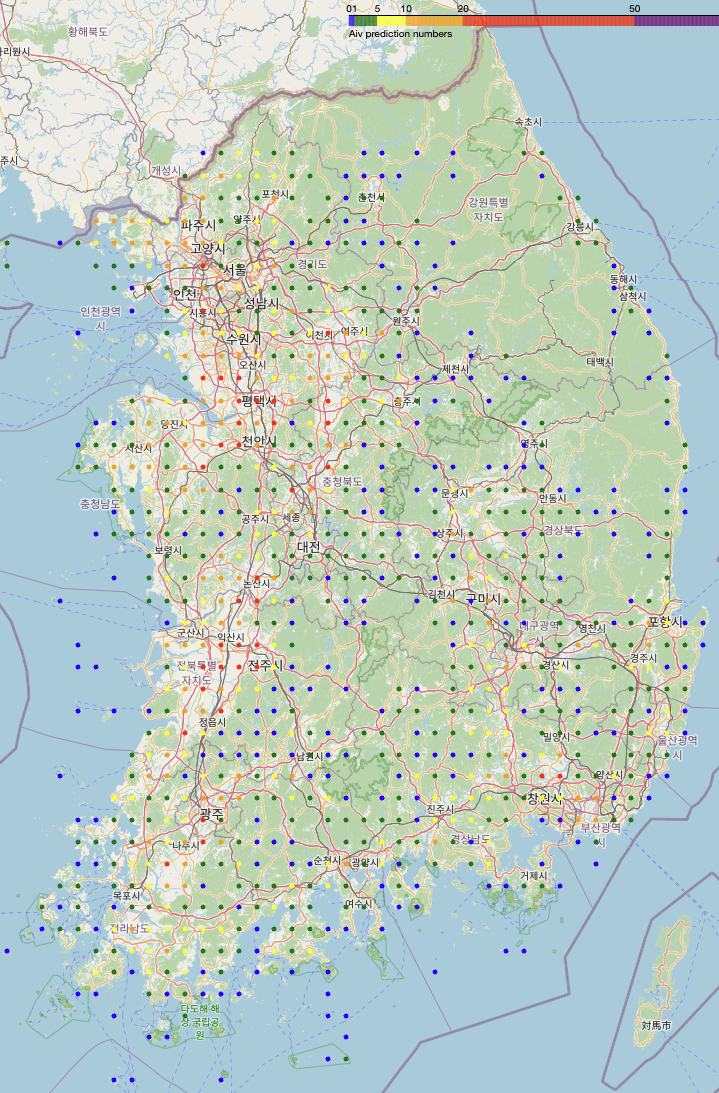 01 5 10 20 50
Aiv prediction numbers
황해북도
리원시
속초시
주시
개성시
포천시
춘천시
강원특별
자치도
파주시
양주시
강릉시
고양시
서울
경기도
동해시
인천
성남시
삼척시
인천광역
시
시흥시
이천시
여주시
원주시
수원시
오산시
제천시
태백시
평택시
충주시
당진시
천안시
영주시
서산시
충청북도
문경시
안동시
충청남도
공주시
세종
상주시
경상북도
보령시
대전
논산시
김천시
구미시
군산시
익산시
대구광역
시
영천시
포항시
전북특별
자치도
전주시
경산시
경주시
정읍시
밀양시
울산광역
시
남원시
양산시
창원시
광주
진주시
부산광역
시
나주시
경상남도
순천시
광양시
거제시
목포시
여수시
전라남도
다도해 해
상 국립공
원
対馬市